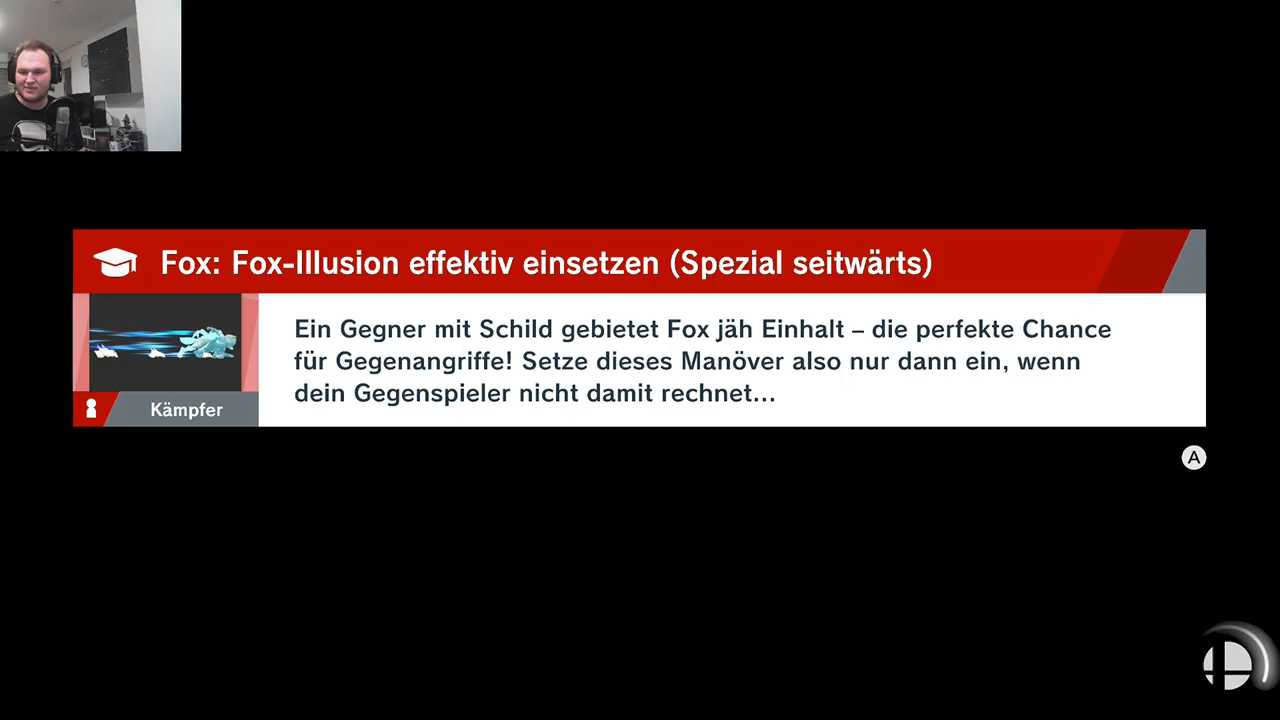 Fox: Fox-Illusion effektiv einsetzen (Spezial seitwärts)
Ein Gegner mit Schild gebietet Fox jäh Einhalt – die perfekte Chance
für Gegenangriffe! Setze dieses Manöver also nur dann ein, wenn
dein Gegenspieler nicht damit rechnet...
Kämpfer
A